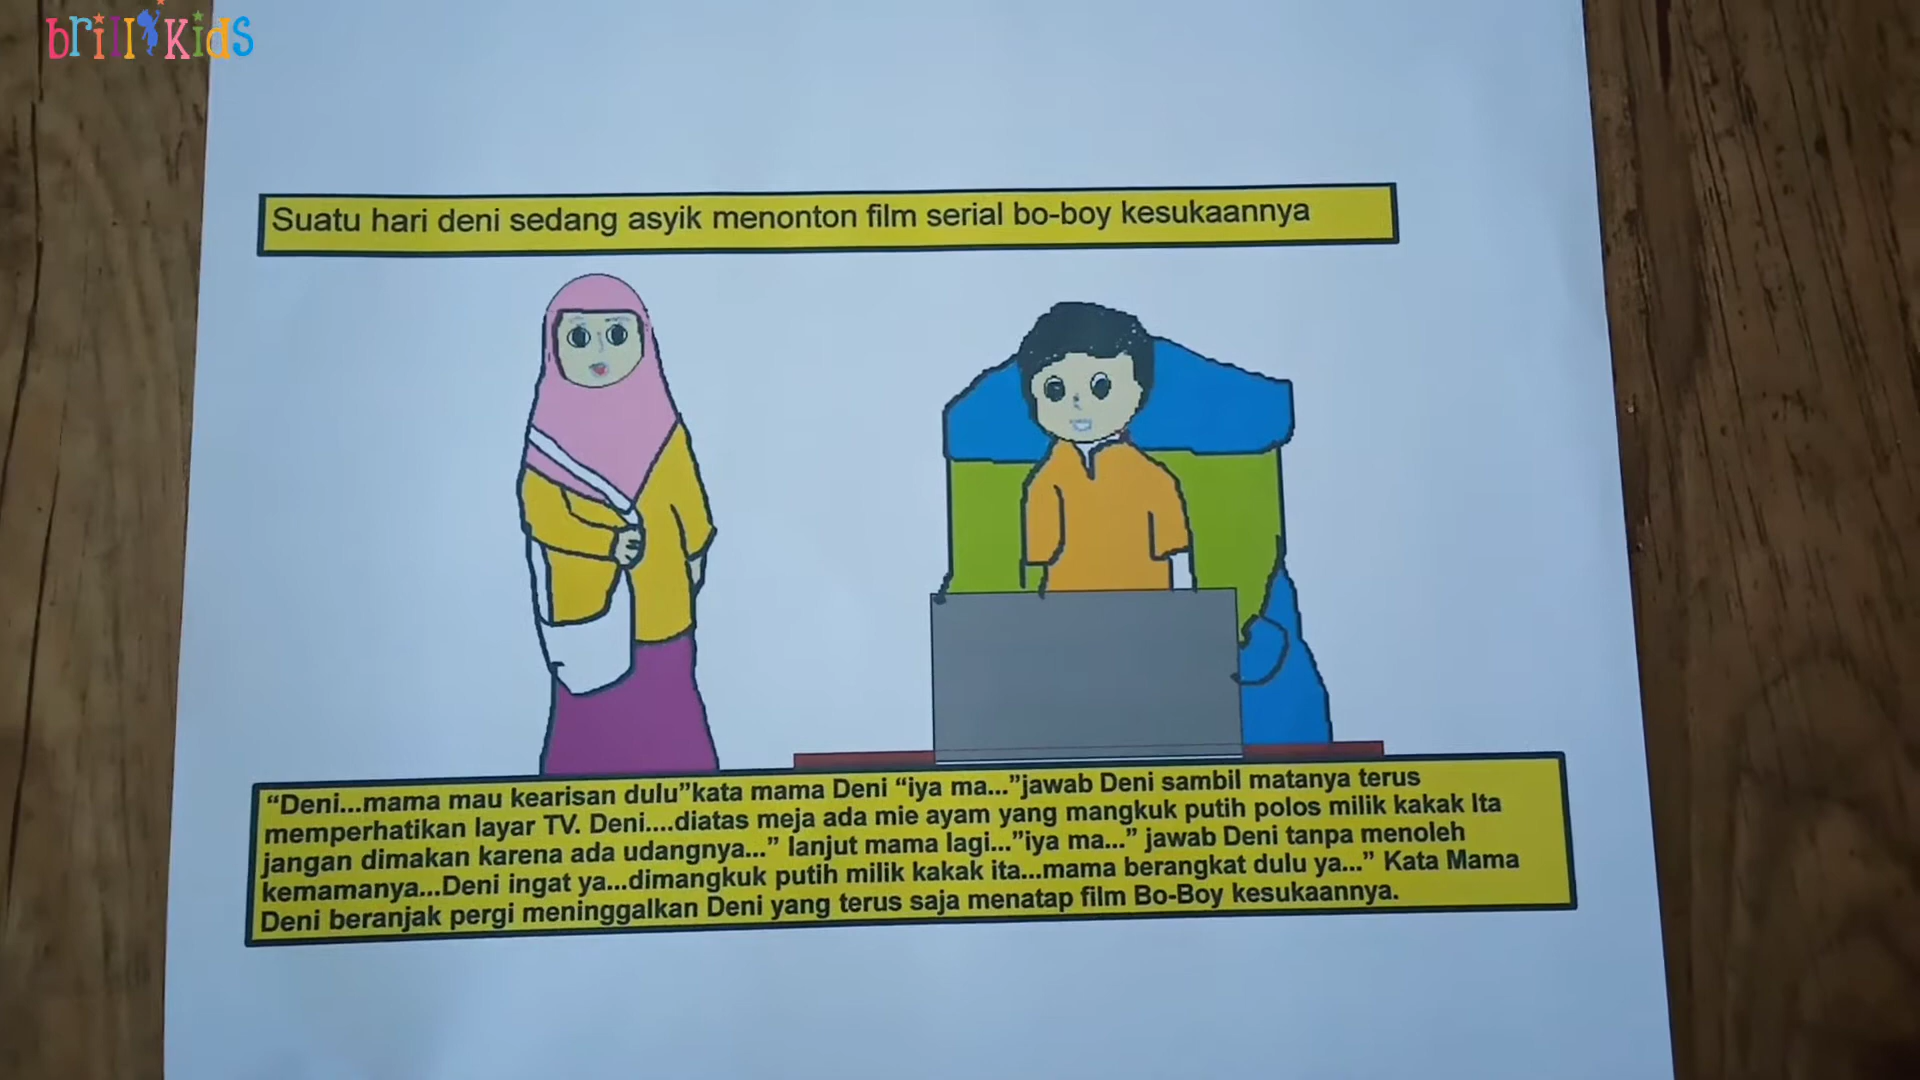 brillkids
Suatu hari deni sedang asyik menonton film serial bo-boy kesukaannya
“Deni...mama mau kearisan dulu”kata mama Deni “iya ma...”jawab Deni sambil matanya terus
memperhatikan layar TV. Deni....diatas meja ada mie ayam yang mangkuk putih polos milik kakak Ita
jangan dimakan karena ada udangnya...” lanjut mama lagi...”iya ma...” jawab Deni tanpa menoleh
kemamanya...Deni ingat ya...dimangkuk putih milik kakak ita...mama berangkat dulu ya...” Kata Mama
Deni beranjak pergi meninggalkan Deni yang terus saja menatap film Bo-Boy kesukaannya.